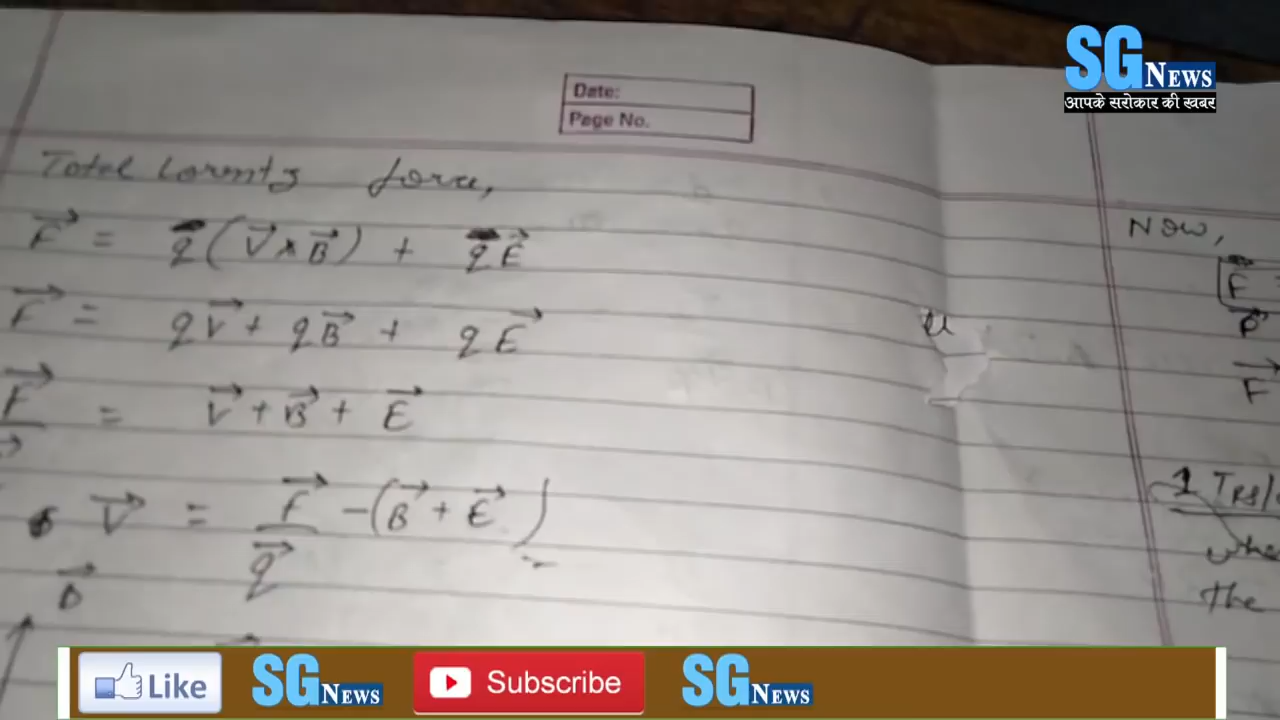 SG NEWS
आपके सरोकार की खबर
Date:
Page No.
Total Lorentz force,
F⃗ = q(V⃗ × B⃗) + qE⃗
F⃗ = qV⃗ + qB⃗ + qE⃗
F⃗/q⃗ = V⃗ + B⃗ + E⃗
V⃗ = F⃗/q⃗ - (B⃗ + E⃗)
Now,
F⃗ =
F⃗
the
Like
SG NEWS
Subscribe
SG NEWS